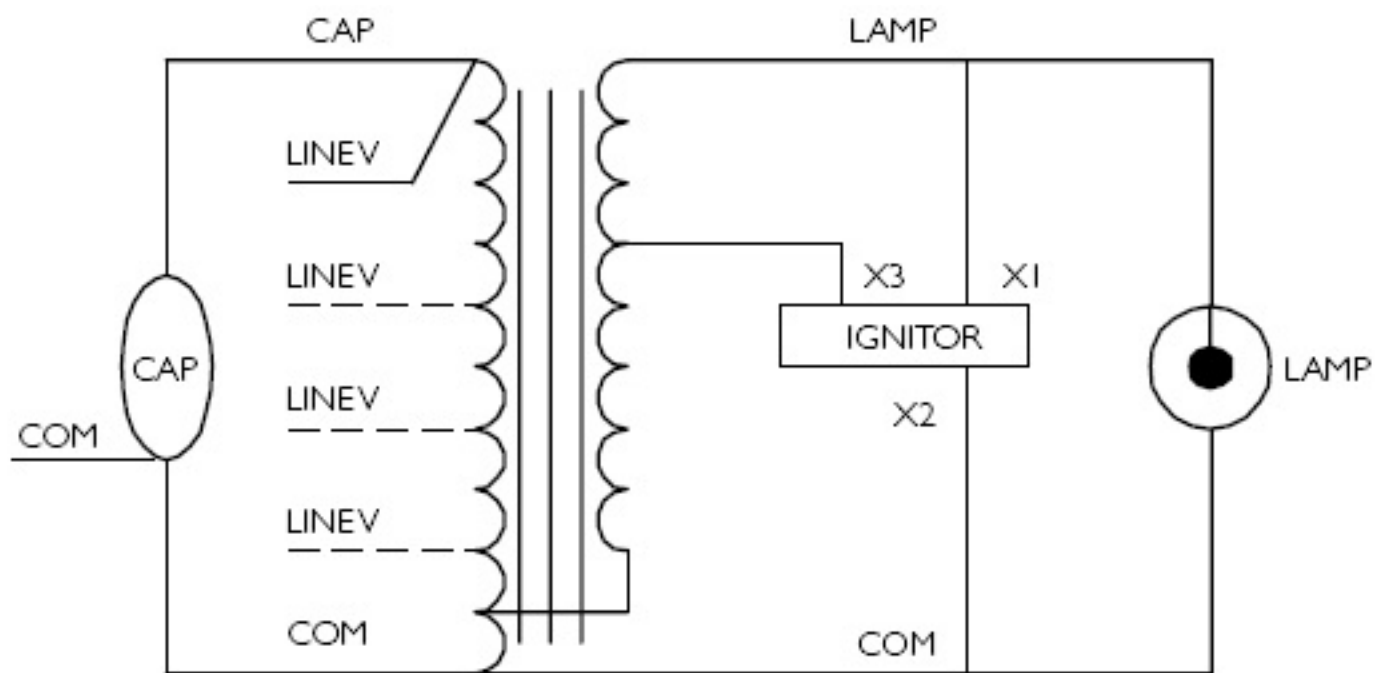 CAP
LAMP
LINEV
LINEV
X3
X1
IGNITOR
CAP
LAMP
LINEV
X2
COM
LINEV
COM
COM